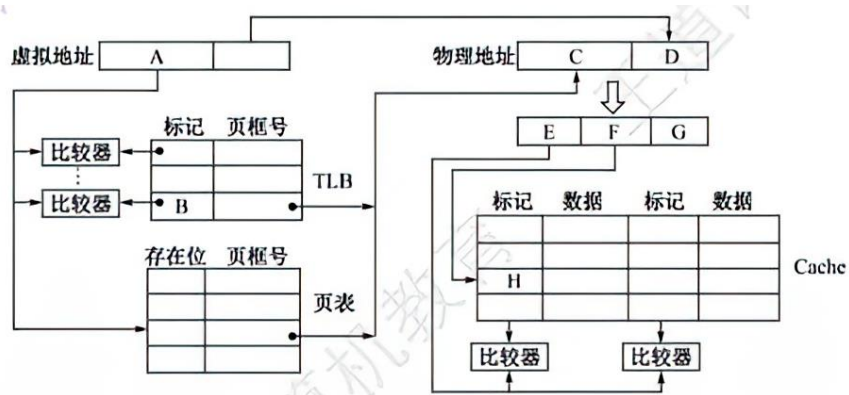 虚拟地址 A
物理地址 C D
标记 页框号
比较器
⋮
比较器
B
TLB
E F G
存在位 页框号
页表
标记 数据 标记 数据
H
Cache
比较器 比较器